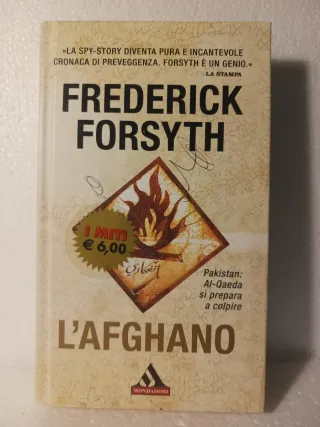 «LA SPY-STORY DIVENTA PURA E INCANTEVOLE
CRONACA DI PREVEGGENZA. FORSYTH È UN GENIO.»
LA STAMPA
FREDERICK
FORSYTH
I MITI
€ 6,00
Pakistan:
Al-Qaeda
si prepara
a colpire
L'AFGHANO
MONDADORI